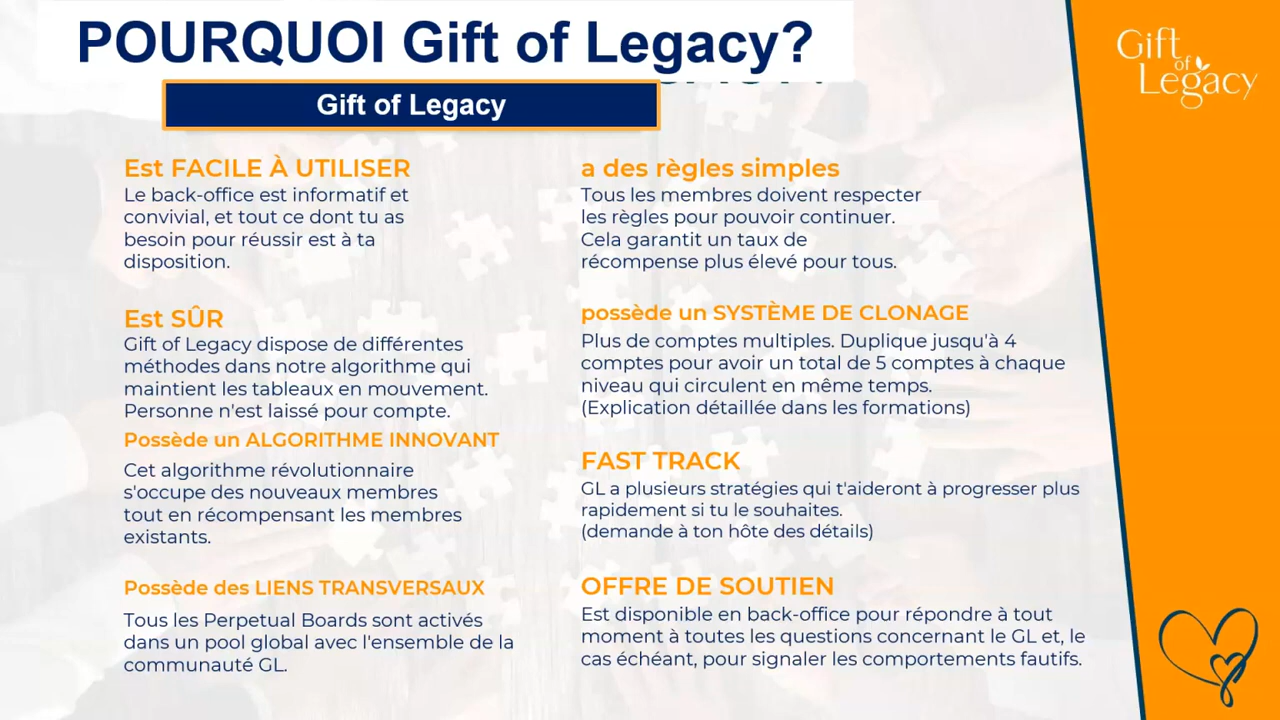 POURQUOI Gift of Legacy?
Gift of Legacy
Gift
of
Legacy
Est FACILE À UTILISER
Le back-office est informatif et
convivial, et tout ce dont tu as
besoin pour réussir est à ta
disposition.
Est SÛR
Gift of Legacy dispose de différentes
méthodes dans notre algorithme qui
maintient les tableaux en mouvement.
Personne n'est laissé pour compte.
Possède un ALGORITHME INNOVANT
Cet algorithme révolutionnaire
s'occupe des nouveaux membres
tout en récompensant les membres
existants.
Possède des LIENS TRANSVERSAUX
Tous les Perpetual Boards sont activés
dans un pool global avec l'ensemble de la
communauté GL.
a des règles simples
Tous les membres doivent respecter
les règles pour pouvoir continuer.
Cela garantit un taux de
récompense plus élevé pour tous.
possède un SYSTÈME DE CLONAGE
Plus de comptes multiples. Duplique jusqu'à 4
comptes pour avoir un total de 5 comptes à chaque
niveau qui circulent en même temps.
(Explication détaillée dans les formations)
FAST TRACK
GL a plusieurs stratégies qui t'aideront à progresser plus
rapidement si tu le souhaites.
(demande à ton hôte des détails)
OFFRE DE SOUTIEN
Est disponible en back-office pour répondre à tout
moment à toutes les questions concernant le GL et, le
cas échéant, pour signaler les comportements fautifs.